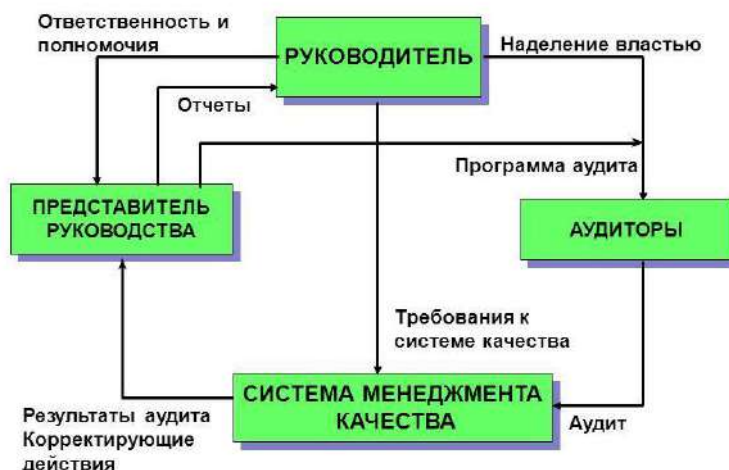 Ответственность и
полномочия
РУКОВОДИТЕЛЬ
Наделение властью
Отчеты
Программа аудита
ПРЕДСТАВИТЕЛЬ
РУКОВОДСТВА
АУДИТОРЫ
Требования к
системе качества
СИСТЕМА МЕНЕДЖМЕНТА
КАЧЕСТВА
Результаты аудита
Корректирующие
действия
Аудит